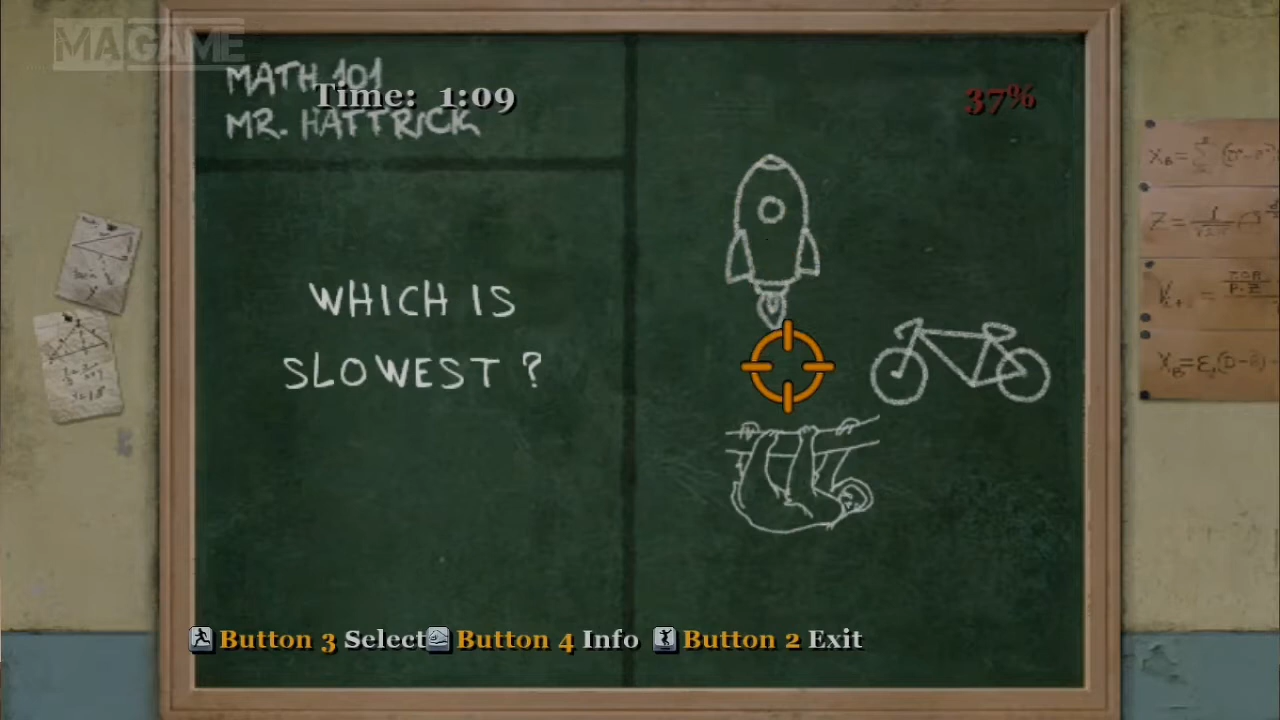 MAGAME
MATH 101
Time: 1:09
37%
MR. HATTRICK
WHICH IS
SLOWEST ?
Button 3 Select Button 4 Info Button 2 Exit